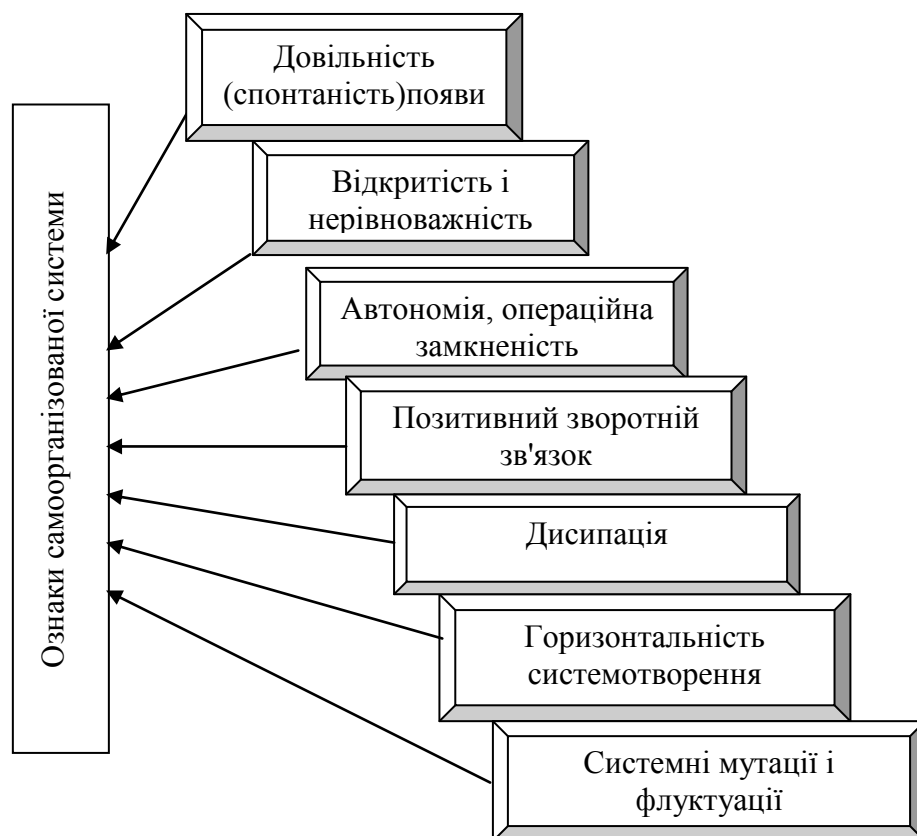 Ознаки самоорганізованої системи
Довільність
(спонтаність)появи
Відкритість і
нерівноважність
Автономія, операційна
замкненість
Позитивний зворотній
зв'язок
Дисипація
Горизонтальність
системотворення
Системні мутації і
флуктуації